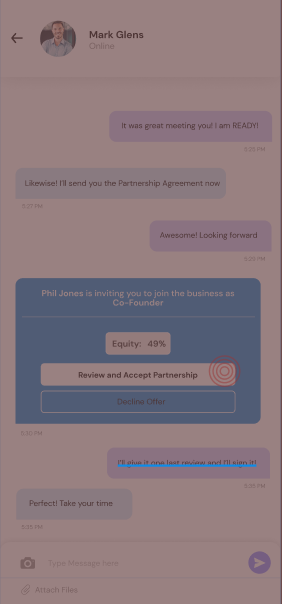 Mark Glens
Online
It was great meeting you! I am READY!
5:25 PM
Likewise! I'll send you the Partnership Agreement now
5:27 PM
Awesome! Looking forward
5:28 PM
Phil Jones is inviting you to join the business as
Co-Founder
Equity: 49%
Review and Accept Partnership
Decline Offer
5:30 PM
I'll give it one last review and I'll sign it!
5:35 PM
Perfect! Take your time
5:35 PM
Type Message here
Attach Files